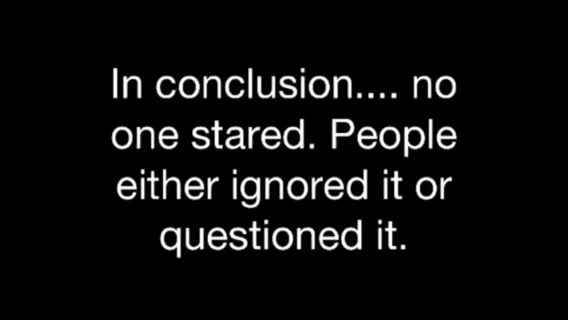 In conclusion.... no
one stared. People
either ignored it or
questioned it.